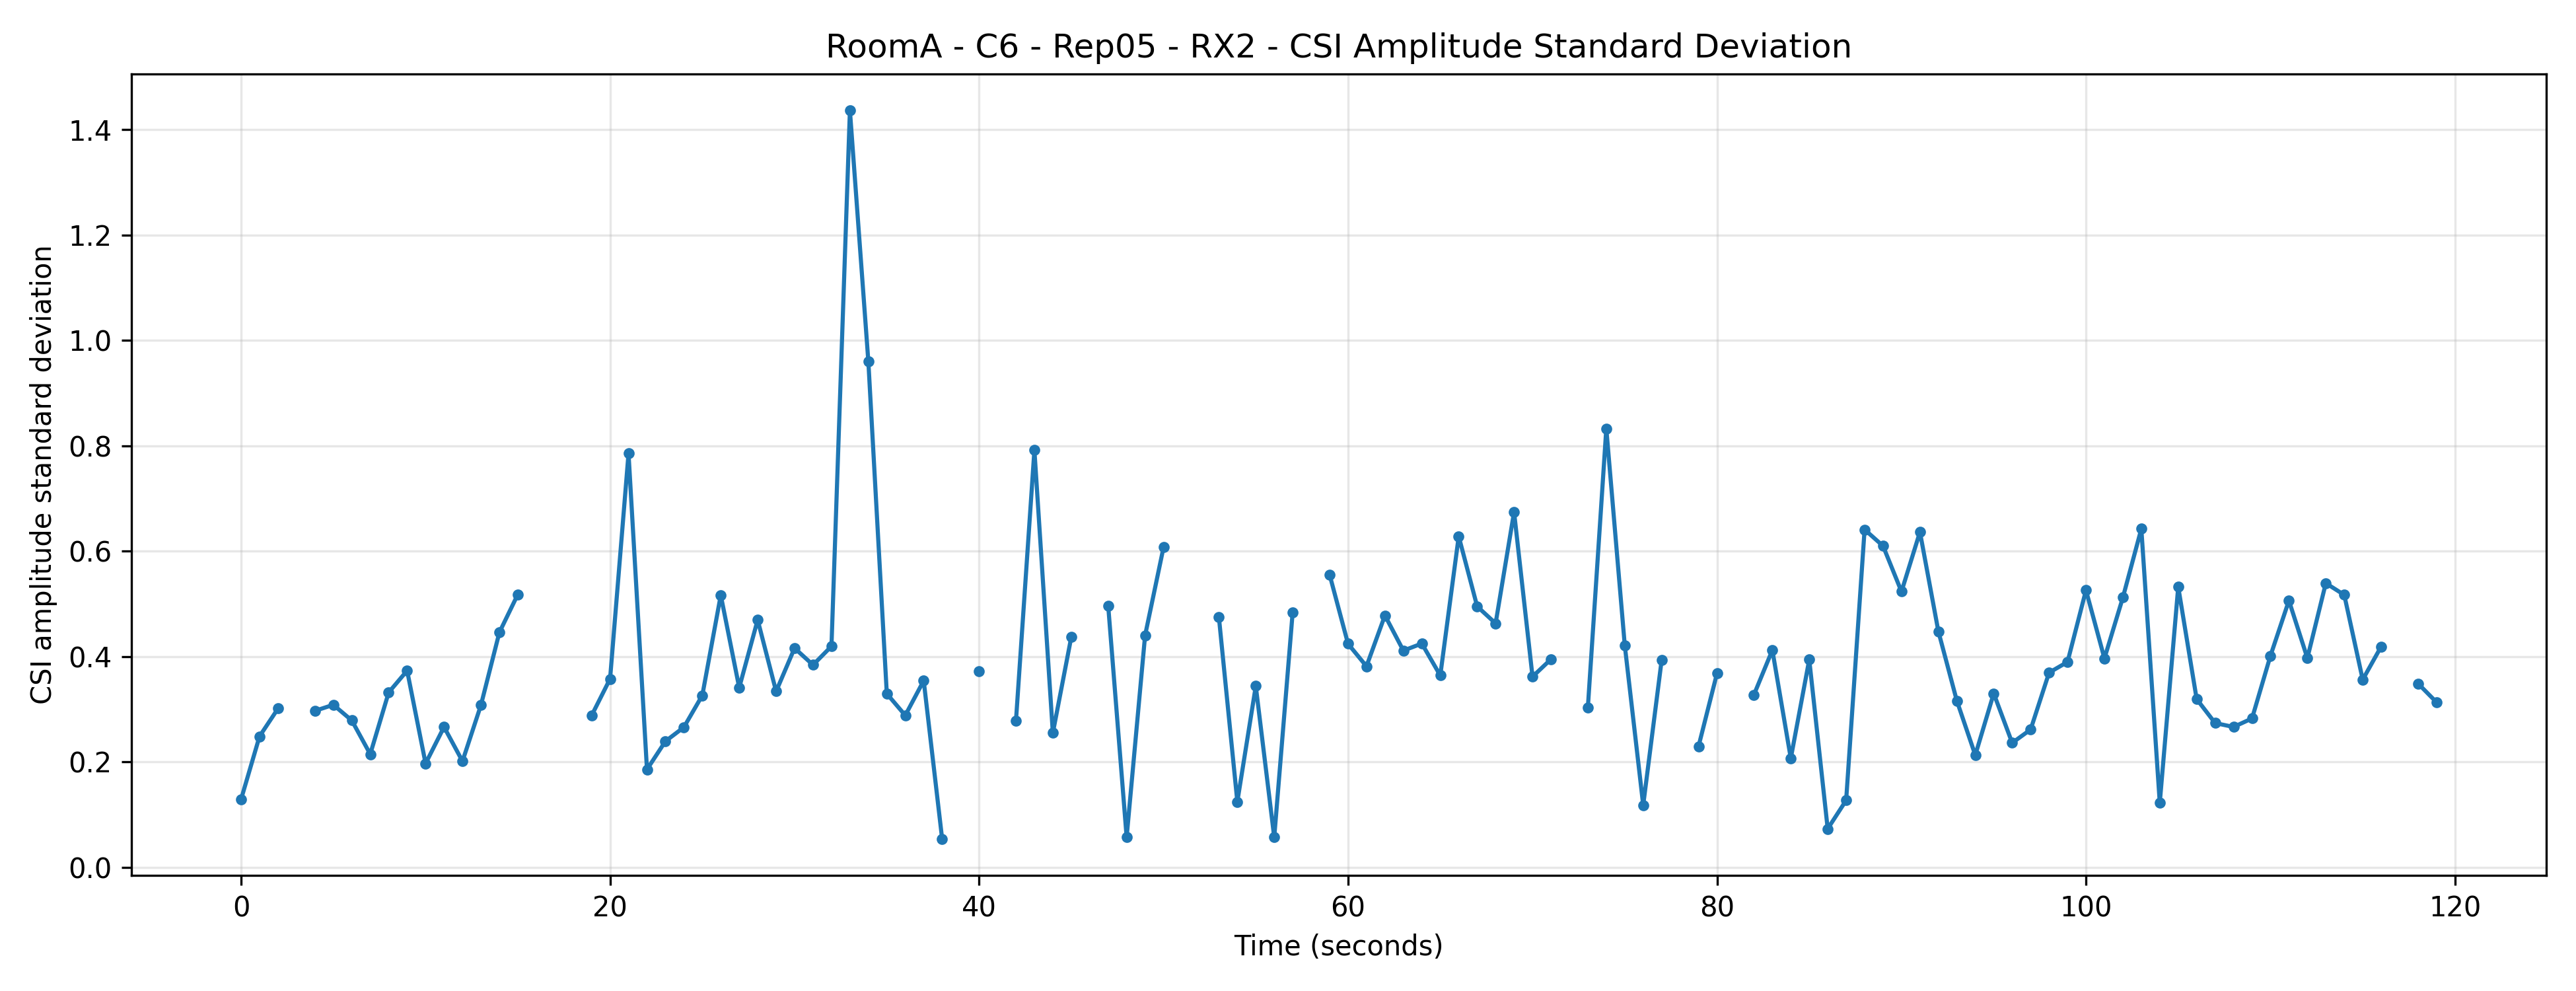 RoomA - C6 - Rep05 - RX2 - CSI Amplitude Standard Deviation
CSI amplitude standard deviation
1.4
1.2
1.0
0.8
0.6
0.4
0.2
0.0
0 20 40 60 80 100 120
Time (seconds)